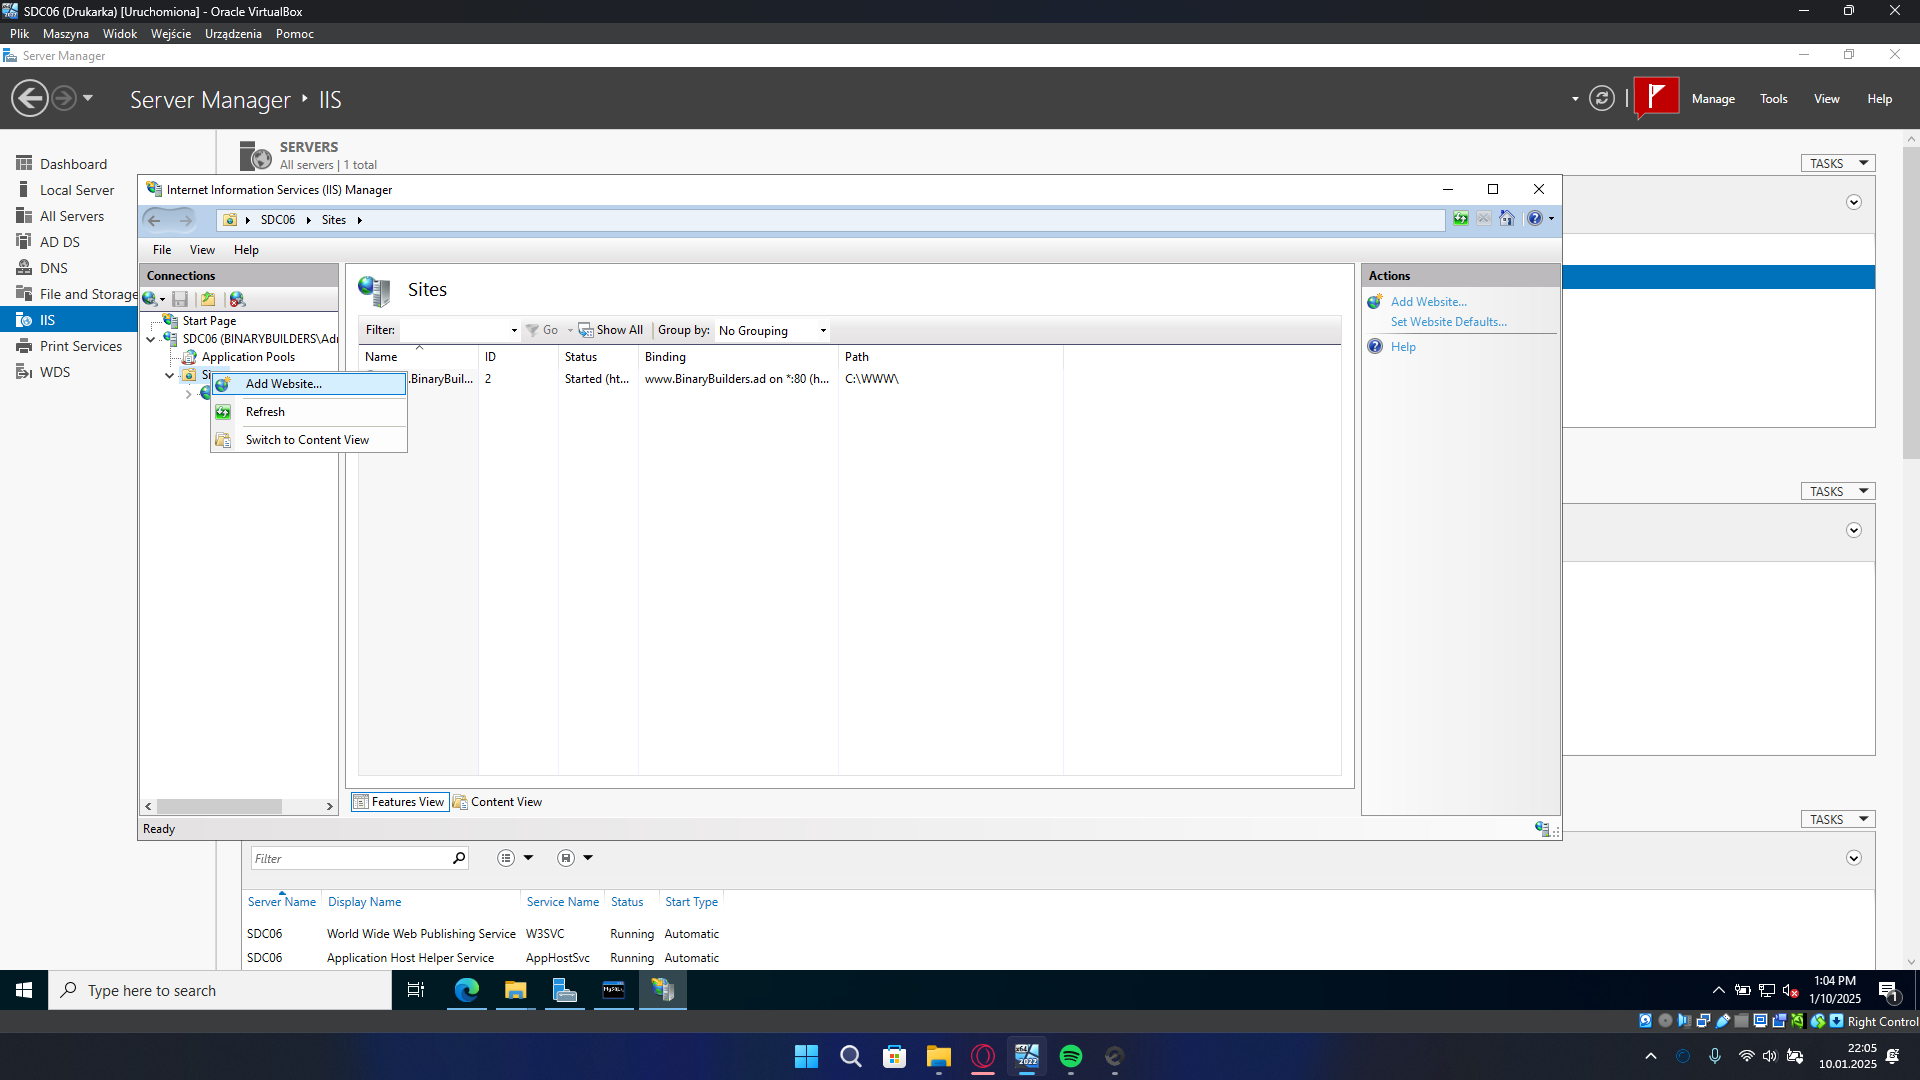 SDC06 (Drukarka) [Uruchomiona] - Oracle VirtualBox
Plik Maszyna Widok Wejście Urządzenia Pomoc
Server Manager
Server Manager ‣ IIS
Manage Tools View Help
Dashboard
Local Server
All Servers
AD DS
DNS
File and Storage
IIS
Print Services
WDS
SERVERS
All servers | 1 total
TASKS
Internet Information Services (IIS) Manager
SDC06 Sites
File View Help
Connections
Start Page
SDC06 (BINARYBUILDERS\Adr
Application Pools
Si
Add Website...
Refresh
Switch to Content View
Sites
Filter: Go Show All Group by: No Grouping
Name ID Status Binding Path
.BinaryBuil... 2 Started (ht... www.BinaryBuilders.ad on *:80 (h... C:\WWW\
Features View Content View
Ready
Actions
Add Website...
Set Website Defaults...
Help
TASKS
TASKS
Filter
Server Name Display Name Service Name Status Start Type
SDC06 World Wide Web Publishing Service W3SVC Running Automatic
SDC06 Application Host Helper Service AppHostSvc Running Automatic
Type here to search
1:04 PM
1/10/2025
1
Right Control
22:05
10.01.2025